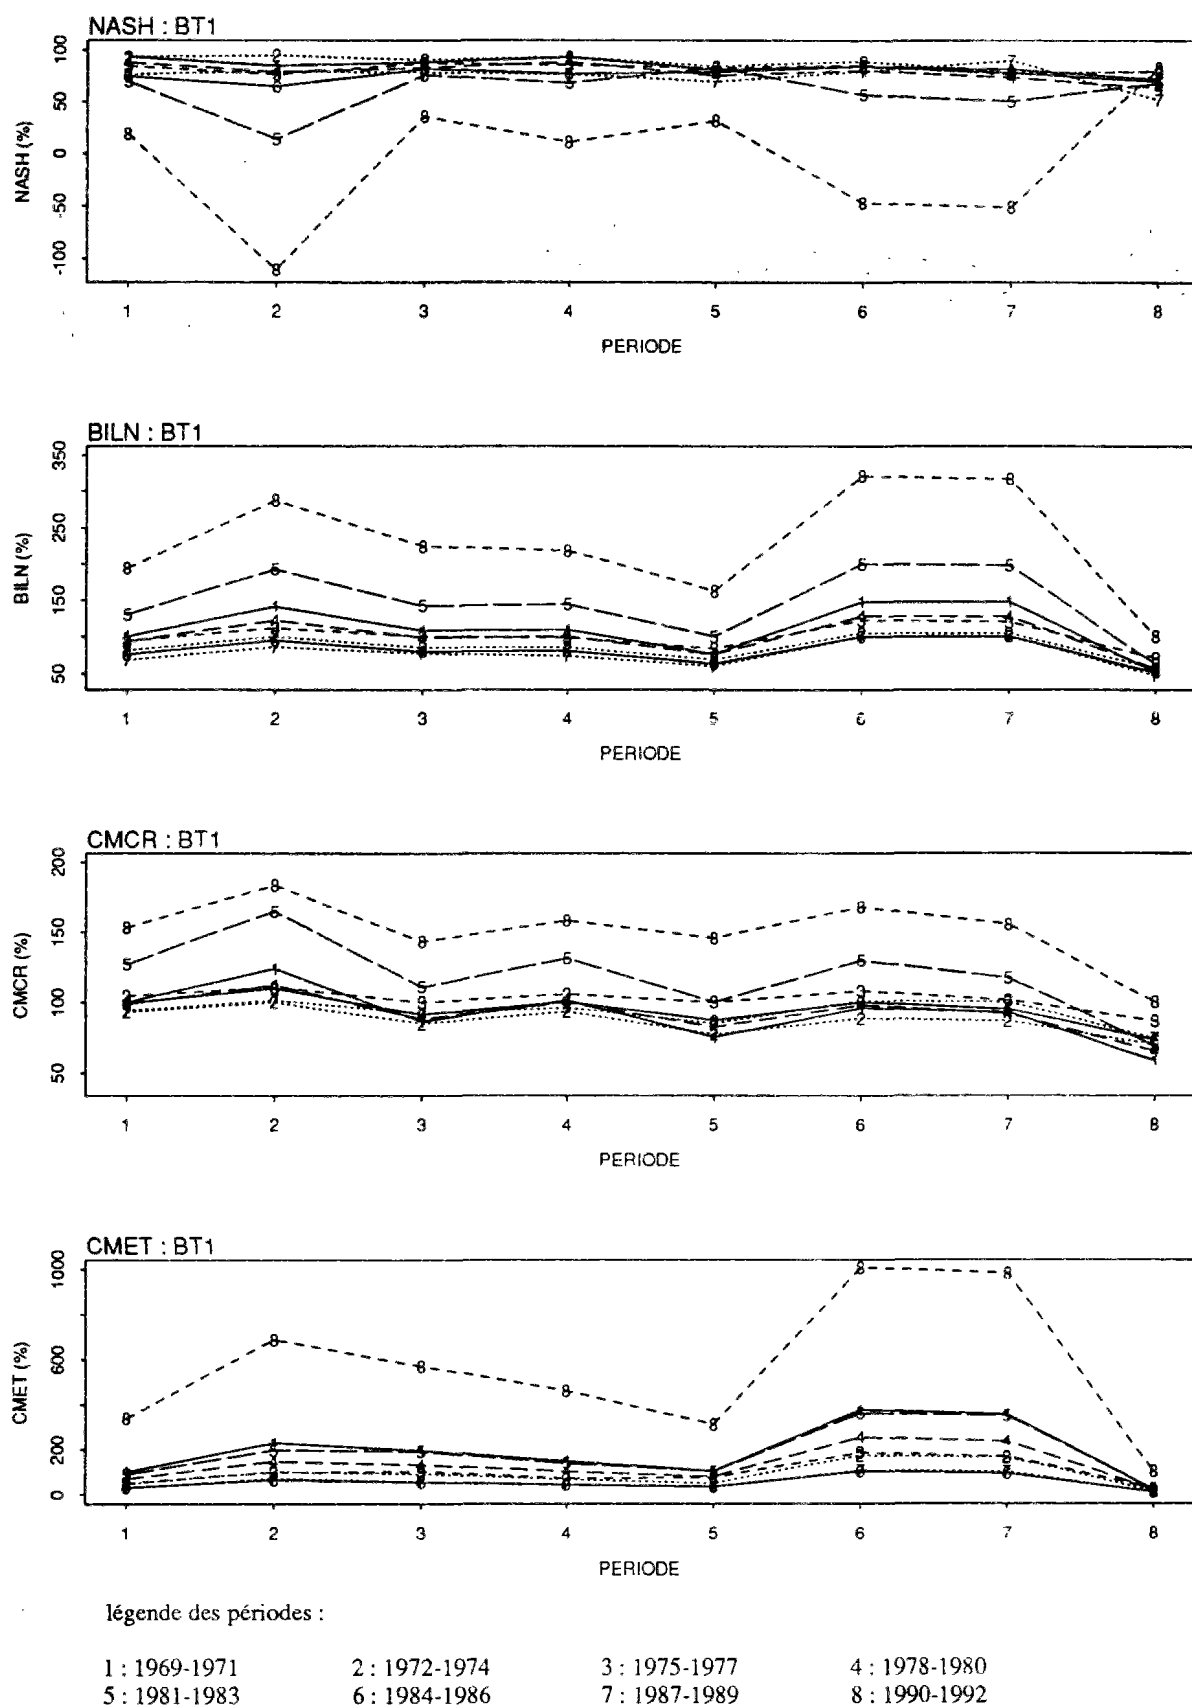 NASH : BT1
100
50
0
-50
-100
NASH (%)
1 2 3 4 5 6 7 8
PERIODE
BILN : BT1
350
250
150
50
BILN (%)
1 2 3 4 5 6 7 8
PERIODE
CMCR : BT1
200
150
100
50
CMCR (%)
1 2 3 4 5 6 7 8
PERIODE
CMET : BT1
1000
600
200
0
CMET (%)
1 2 3 4 5 6 7 8
PERIODE
légende des périodes :
1 : 1969-1971 2 : 1972-1974 3 : 1975-1977 4 : 1978-1980
5 : 1981-1983 6 : 1984-1986 7 : 1987-1989 8 : 1990-1992